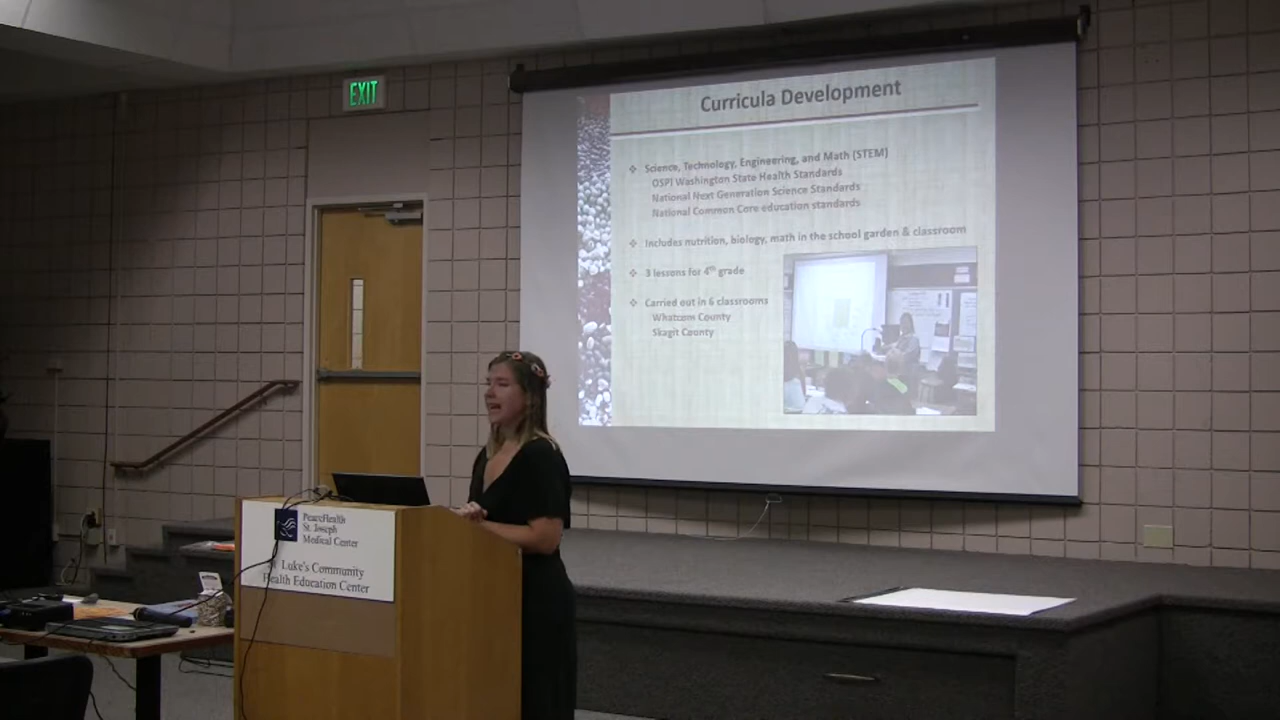 EXIT
Curricula Development
Science, Technology, Engineering, and Math (STEM)
OSPI Washington State Health Standards
National Next Generation Science Standards
National Common Core education standards
Includes nutrition, biology, math in the school garden & classroom
3 lessons for 4th grade
Carried out in 6 classrooms
Whatcom County
Skagit County
PeaceHealth
St. Joseph
Medical Center
Luke's Community
Health Education Center